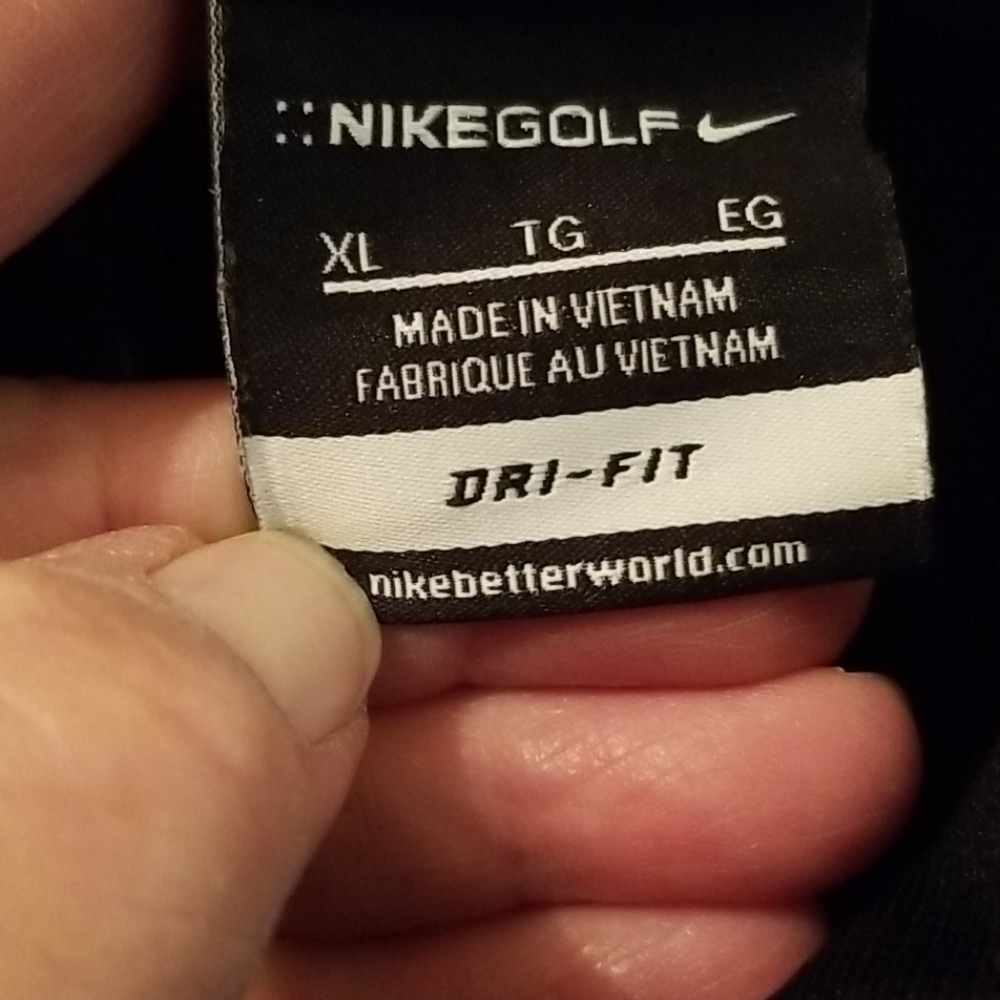 NIKEGOLF
XL TG EG
MADE IN VIETNAM
FABRIQUE AU VIETNAM
DRI-FIT
nikebetterworld.com